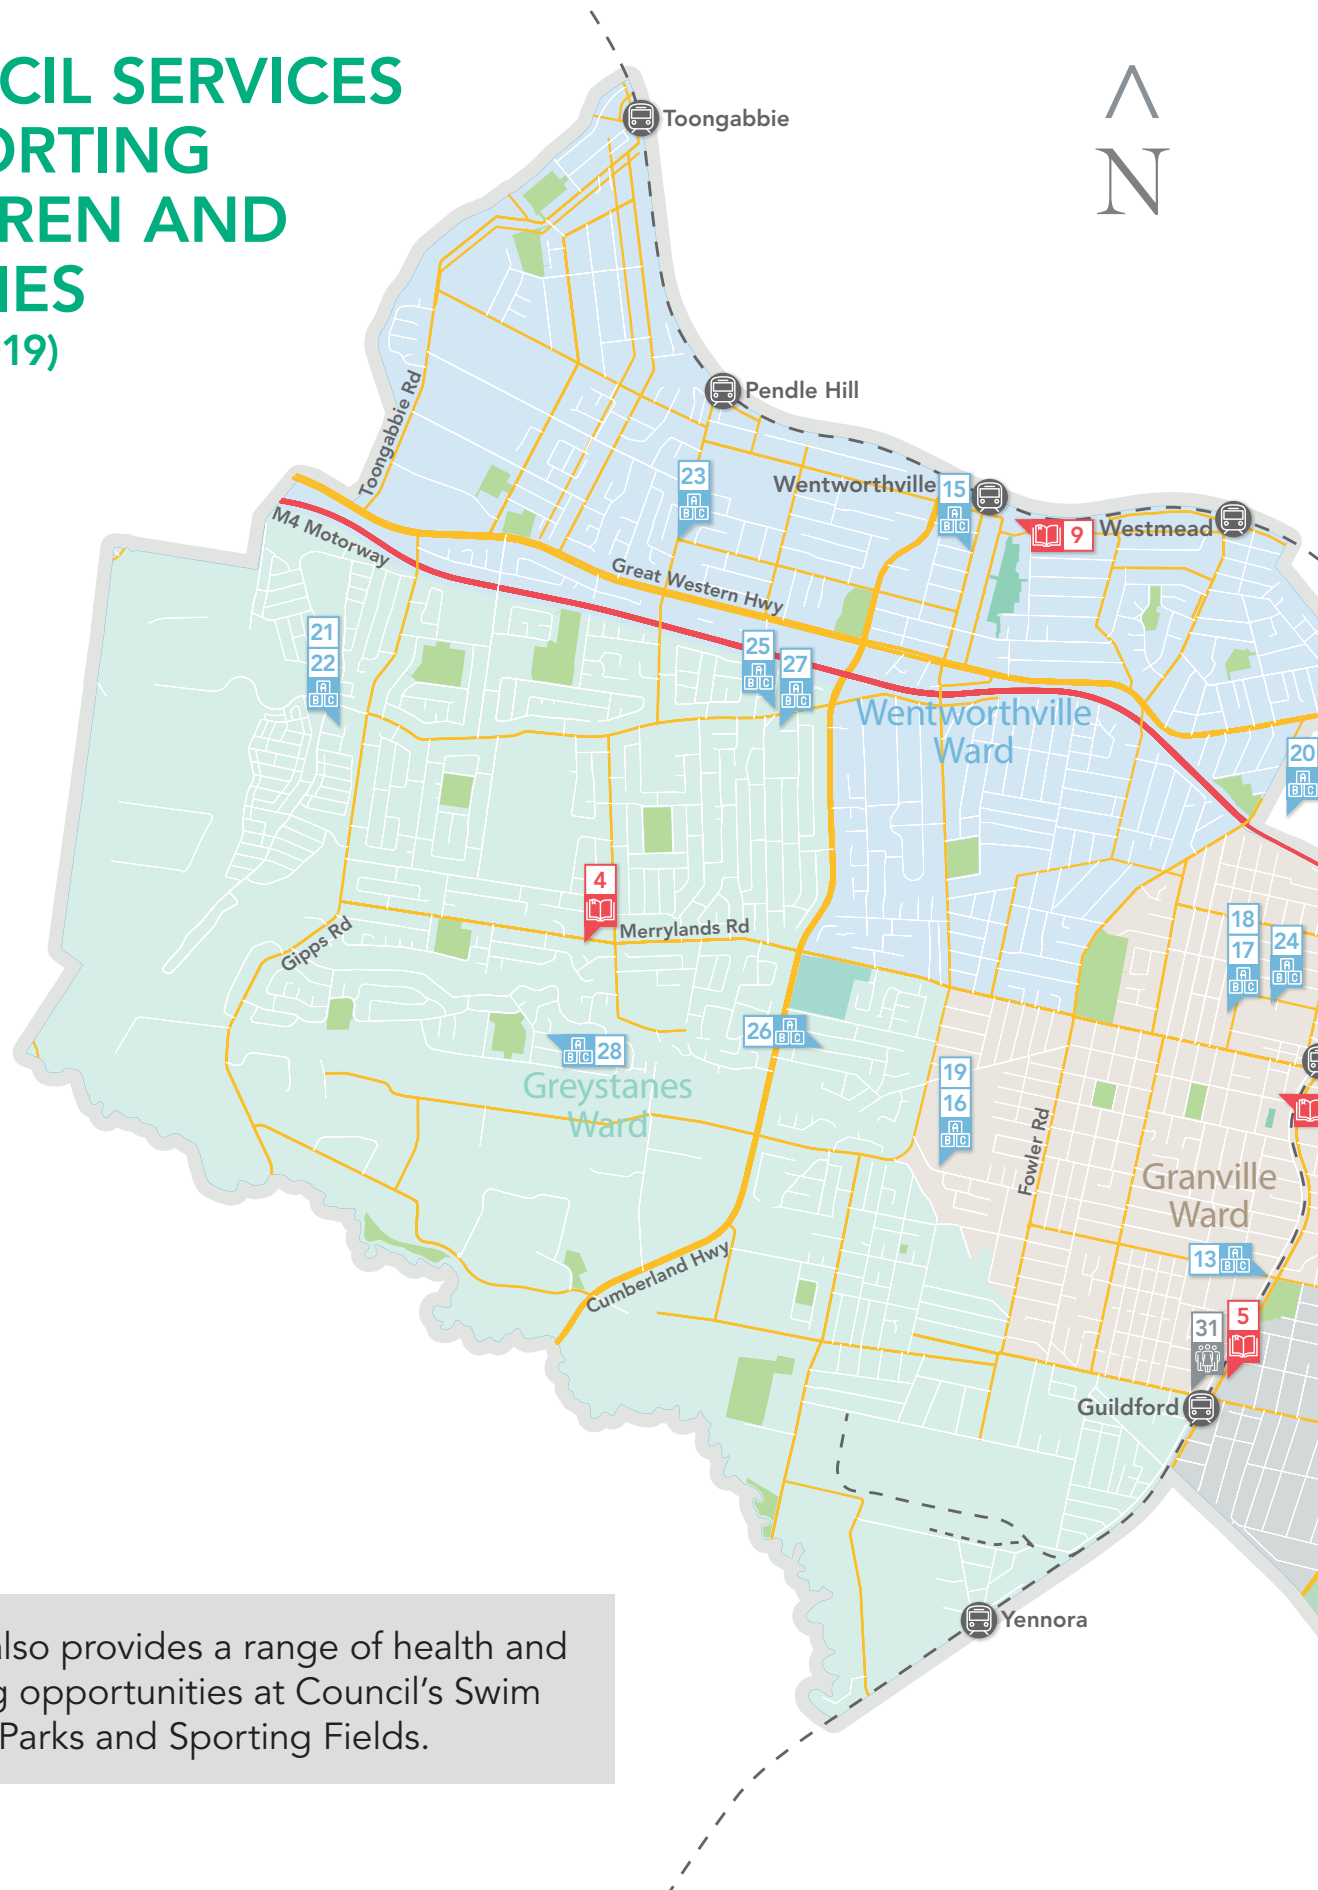 CIL SERVICES
ORTING
REN AND
IES
19)
N
Toongabbie
Pendle Hill
Toongabbie Rd
M4 Motorway
23
A
B C
Wentworthville
15
A
B C
9
Westmead
Great Western Hwy
21
22
A
B C
25
A
B C
27
A
B C
Wentworthville
Ward
20
A
B C
4
Merrylands Rd
Gipps Rd
18
17
A
B C
24
A
B C
26
A
B C
A
B C
28
Greystanes
Ward
19
16
A
B C
Fowler Rd
Granville
Ward
13
A
B C
Cumberland Hwy
31
5
Guildford
Yennora
also provides a range of health and
g opportunities at Council’s Swim
Parks and Sporting Fields.